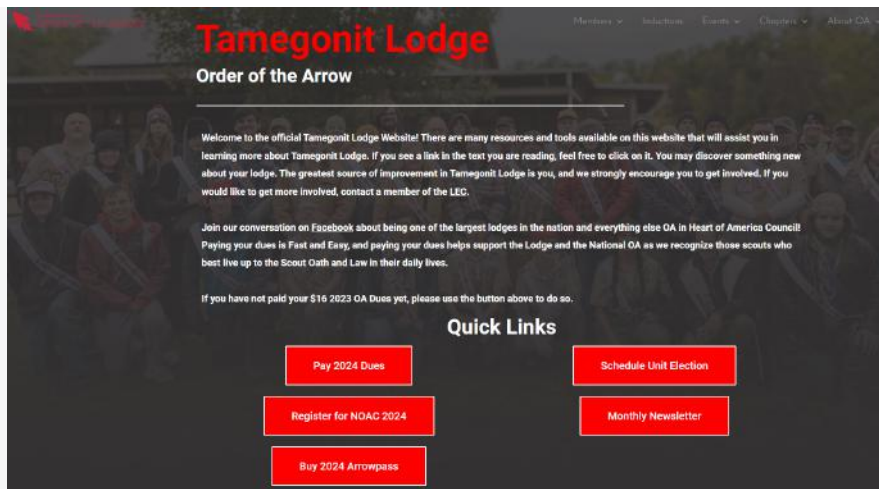 Members Inductions Events Chapters About OA
Tamegonit Lodge
Order of the Arrow
Welcome to the official Tamegonit Lodge Website! There are many resources and tools available on this website that will assist you in
learning more about Tamegonit Lodge. If you see a link in the text you are reading, feel free to click on it. You may discover something new
about your lodge. The greatest source of improvement in Tamegonit Lodge is you, and we strongly encourage you to get involved. If you
would like to get more involved, contact a member of the LEC.
Join our conversation on Facebook about being one of the largest lodges in the nation and everything else OA in Heart of America Council!
Paying your dues is Fast and Easy, and paying your dues helps support the Lodge and the National OA as we recognize those scouts who
best live up to the Scout Oath and Law in their daily lives.
If you have not paid your $16 2023 OA Dues yet, please use the button above to do so.
Quick Links
Pay 2024 Dues
Schedule Unit Election
Register for NOAC 2024
Monthly Newsletter
Buy 2024 Arrowpass